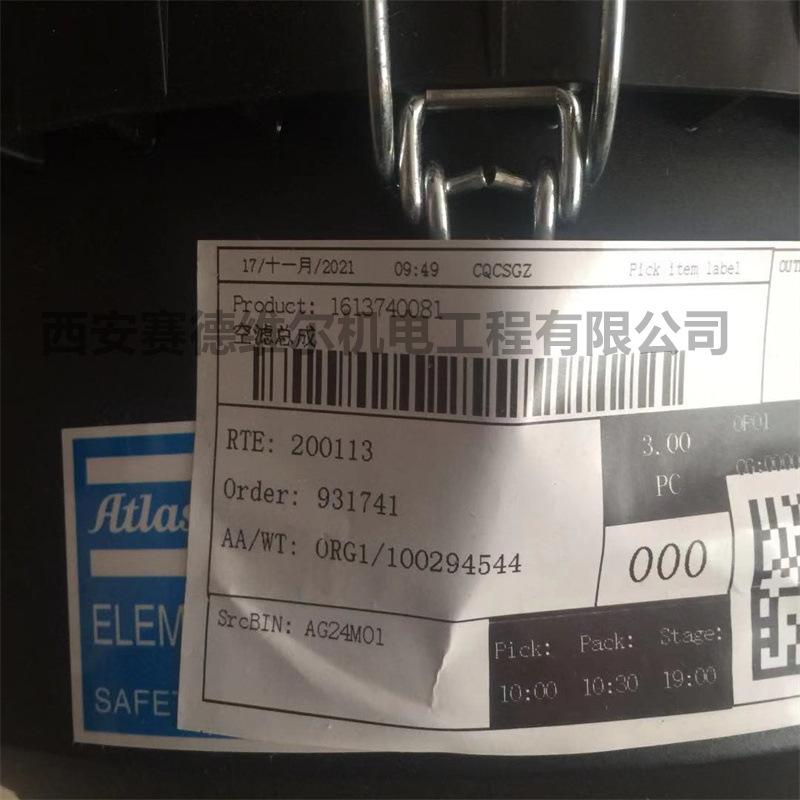 17/十一月/2021 09:49 CQCSGZ Pick item label
Product: 1613740081
西安赛德维尔机电工程有限公司
空滤总成
RTE: 200113
3.00
PC
Order: 931741
AA/WT: ORG1/100294544
000
SrcBIN: AG24M01
Pick: Pack: Stage:
10:00 10:30 19:00
Atlas
ELEM
SAFET